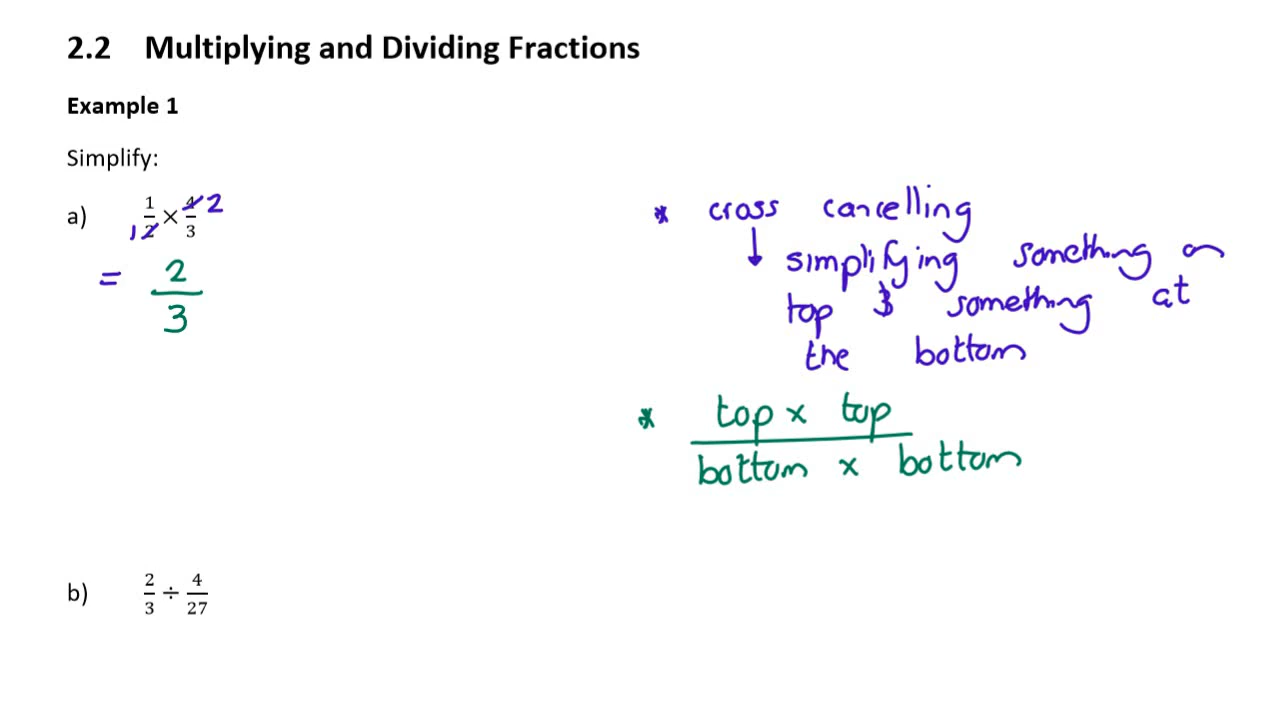 2.2 Multiplying and Dividing Fractions
Example 1
Simplify:
a) 1/2 × 4/3 1 2
= 2/3
* cross cancelling
↓ simplifying something on
top & something at
the bottom
* top × top
bottom × bottom
b) 2/3 ÷ 4/27